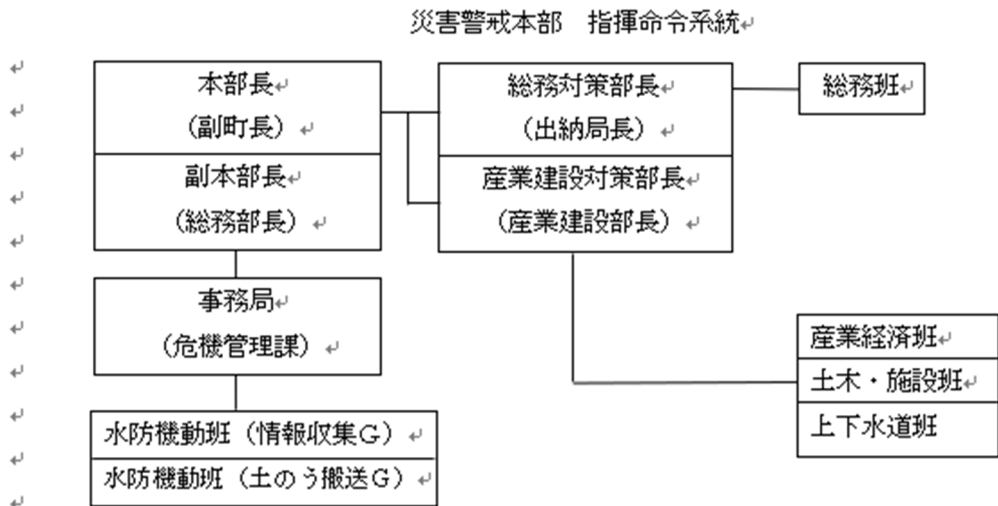 災害警戒本部　指揮命令系統
本部長
（副町長）
副本部長
（総務部長）
事務局
（危機管理課）
水防機動班（情報収集Ｇ）
水防機動班（土のう搬送Ｇ）
総務対策部長
（出納局長）
産業建設対策部長
（産業建設部長）
総務班
産業経済班
土木・施設班
上下水道班